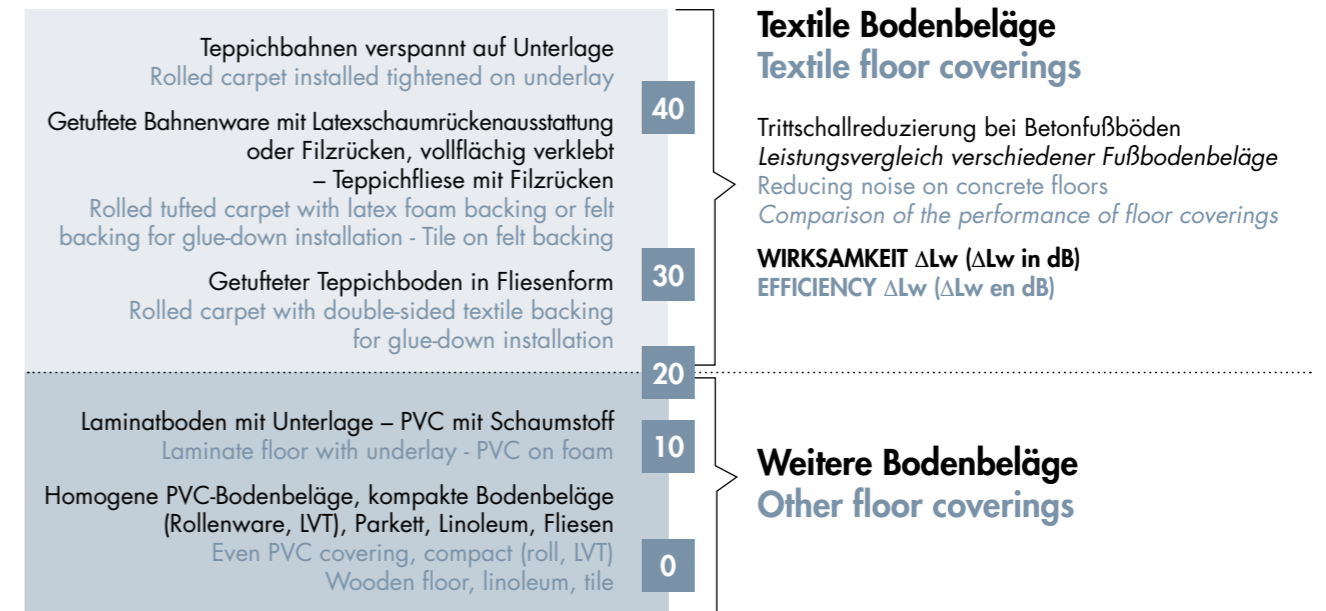 Teppichbahnen verspannt auf Unterlage
Rolled carpet installed tightened on underlay
40
Getuftete Bahnenware mit Latexschaumrückenausstattung
oder Filzrücken, vollflächig verklebt
– Teppichfliese mit Filzrücken
Rolled tufted carpet with latex foam backing or felt
backing for glue-down installation - Tile on felt backing
30
Getufteter Teppichboden in Fliesenform
Rolled carpet with double-sided textile backing
for glue-down installation
20
Laminatboden mit Unterlage – PVC mit Schaumstoff
Laminate floor with underlay - PVC on foam
10
Homogene PVC-Bodenbeläge, kompakte Bodenbeläge
(Rollenware, LVT), Parkett, Linoleum, Fliesen
Even PVC covering, compact (roll, LVT)
Wooden floor, linoleum, tile
0
Textile Bodenbeläge
Textile floor coverings
Trittschallreduzierung bei Betonfußböden
Leistungsvergleich verschiedener Fußbodenbeläge
Reducing noise on concrete floors
Comparison of the performance of floor coverings
WIRKSAMKEIT ∆Lw (∆Lw in dB)
EFFICIENCY ∆Lw (∆Lw en dB)
Weitere Bodenbeläge
Other floor coverings